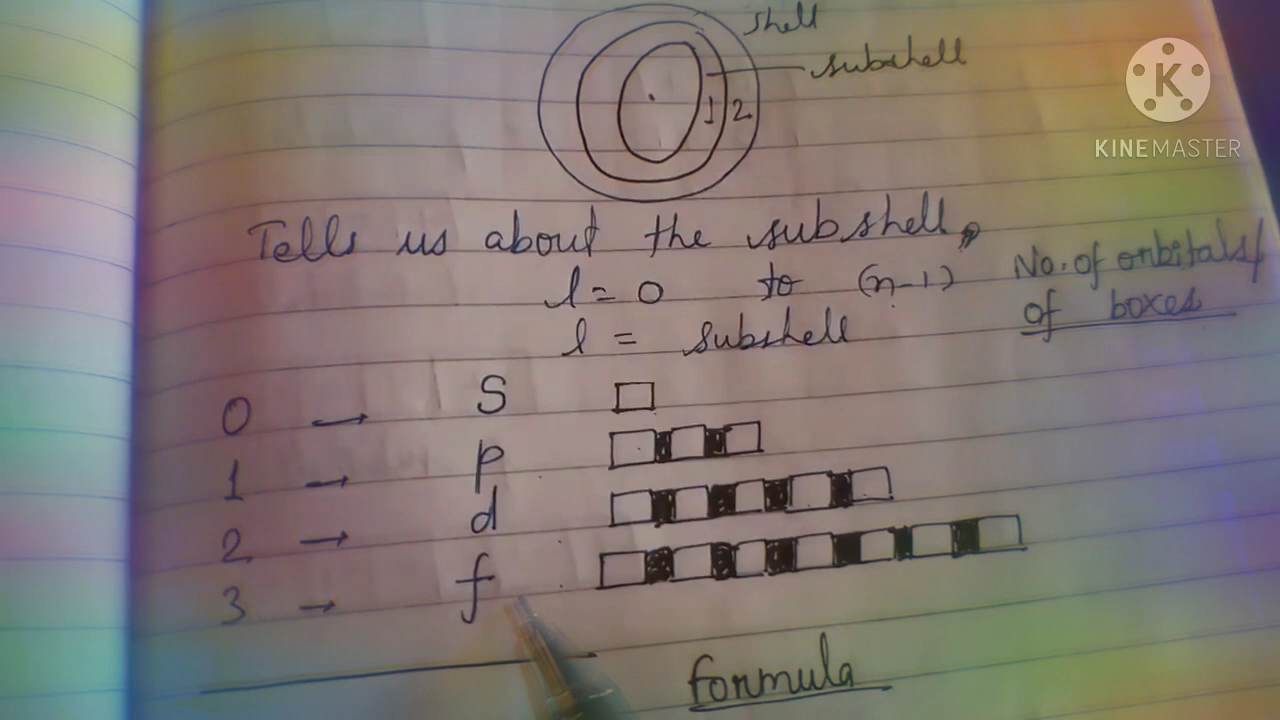 shell
subshell
1 2
K
KINEMASTER
Tells us about the subshell.
l = 0 to (n-1)
No. of orbitals/
of boxes
l = subshell
0 → S
1 → p
2 → d
3 → f
formula